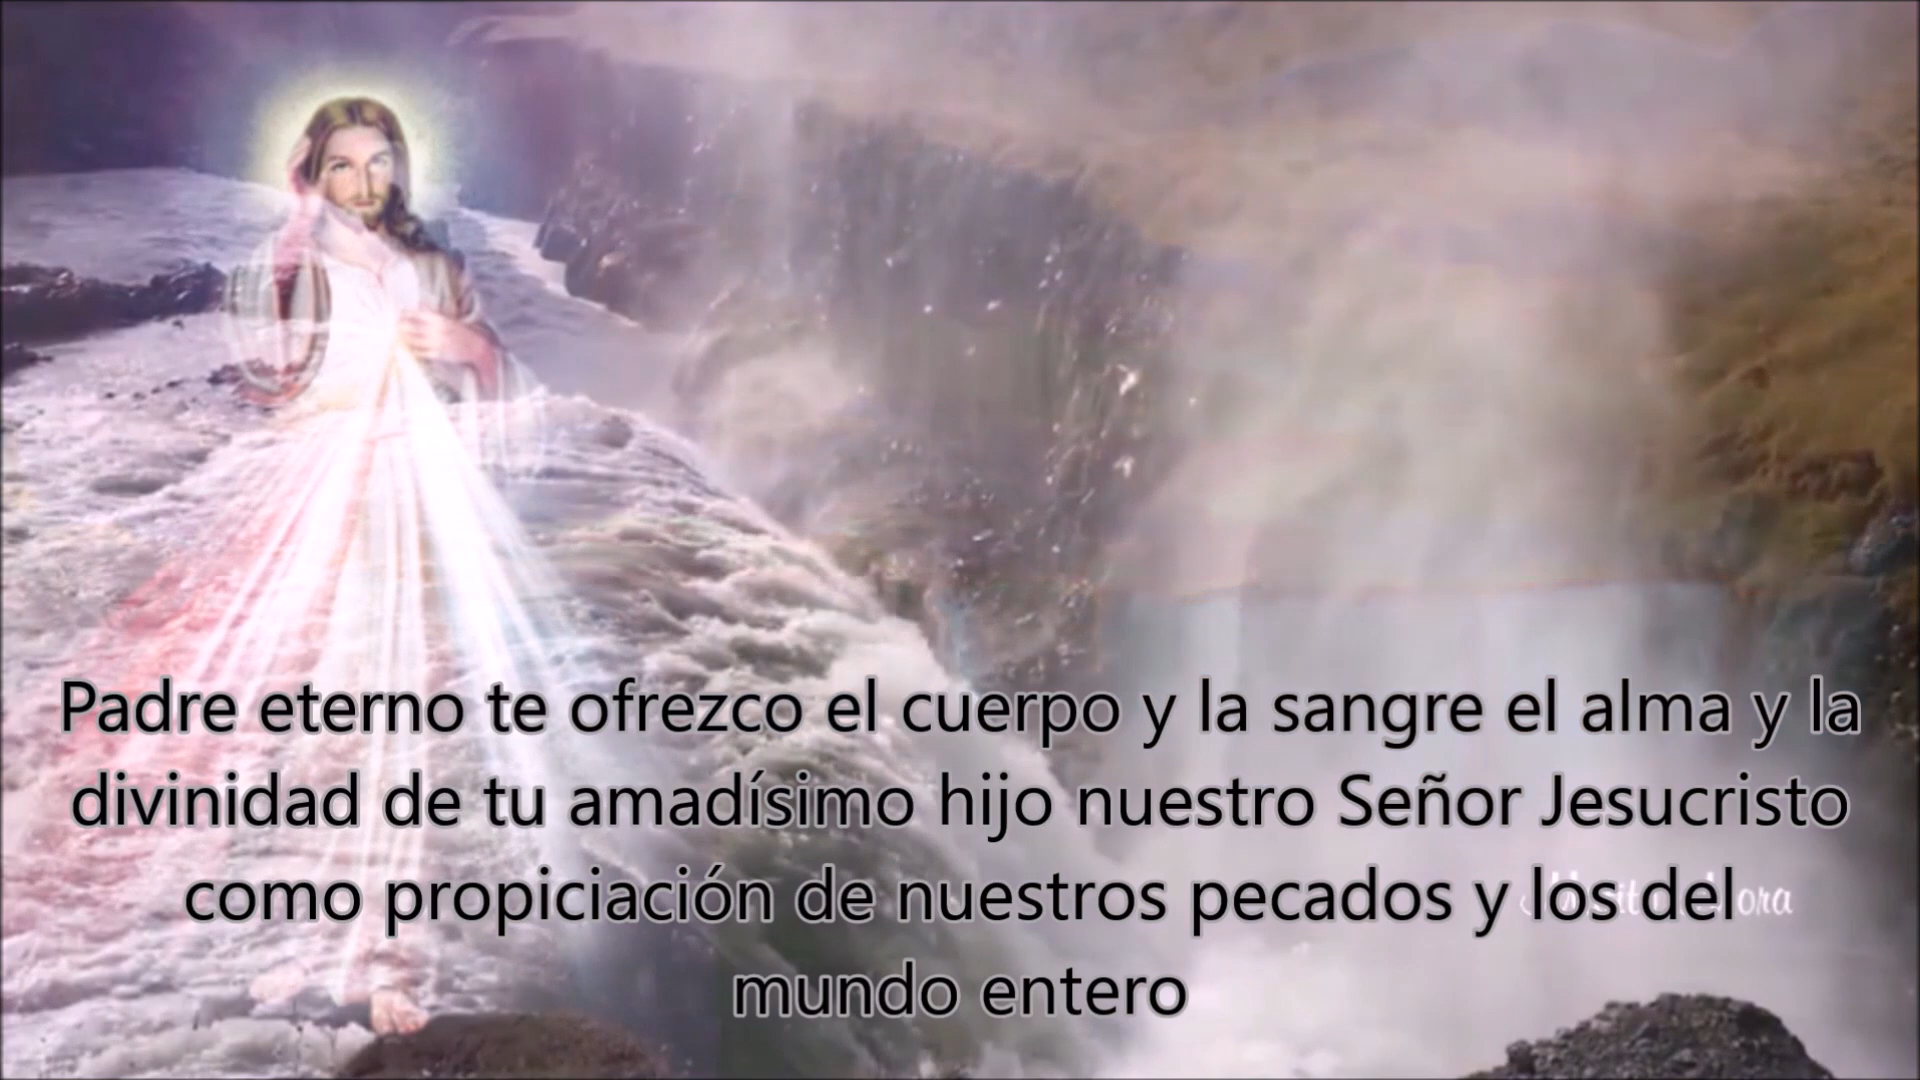 Padre eterno te ofrezco el cuerpo y la sangre el alma y la
divinidad de tu amadísimo hijo nuestro Señor Jesucristo
como propiciación de nuestros pecados y los del
mundo entero